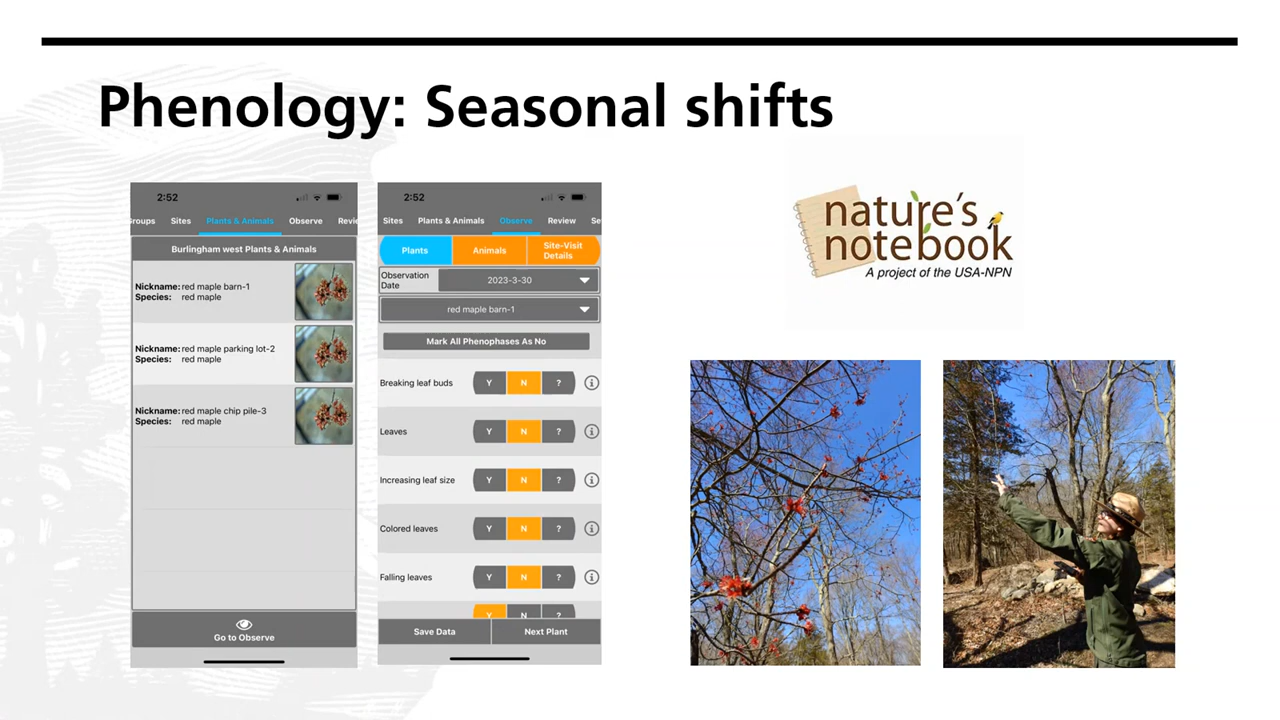 Phenology: Seasonal shifts
2:52
Groups Sites Plants & Animals Observe Revie
Burlingham west Plants & Animals
Nickname: red maple barn-1
Species: red maple
Nickname: red maple parking lot-2
Species: red maple
Nickname: red maple chip pile-3
Species: red maple
Go to Observe
2:52
Sites Plants & Animals Observe Review Se
Plants Animals Site-Visit
Details
Observation
Date
2023-3-30
red maple barn-1
Mark All Phenophases As No
Breaking leaf buds Y N ?
Leaves Y N ?
Increasing leaf size Y N ?
Colored leaves Y N ?
Falling leaves Y N ?
Y N ?
Save Data Next Plant
nature's
notebook
A project of the USA-NPN